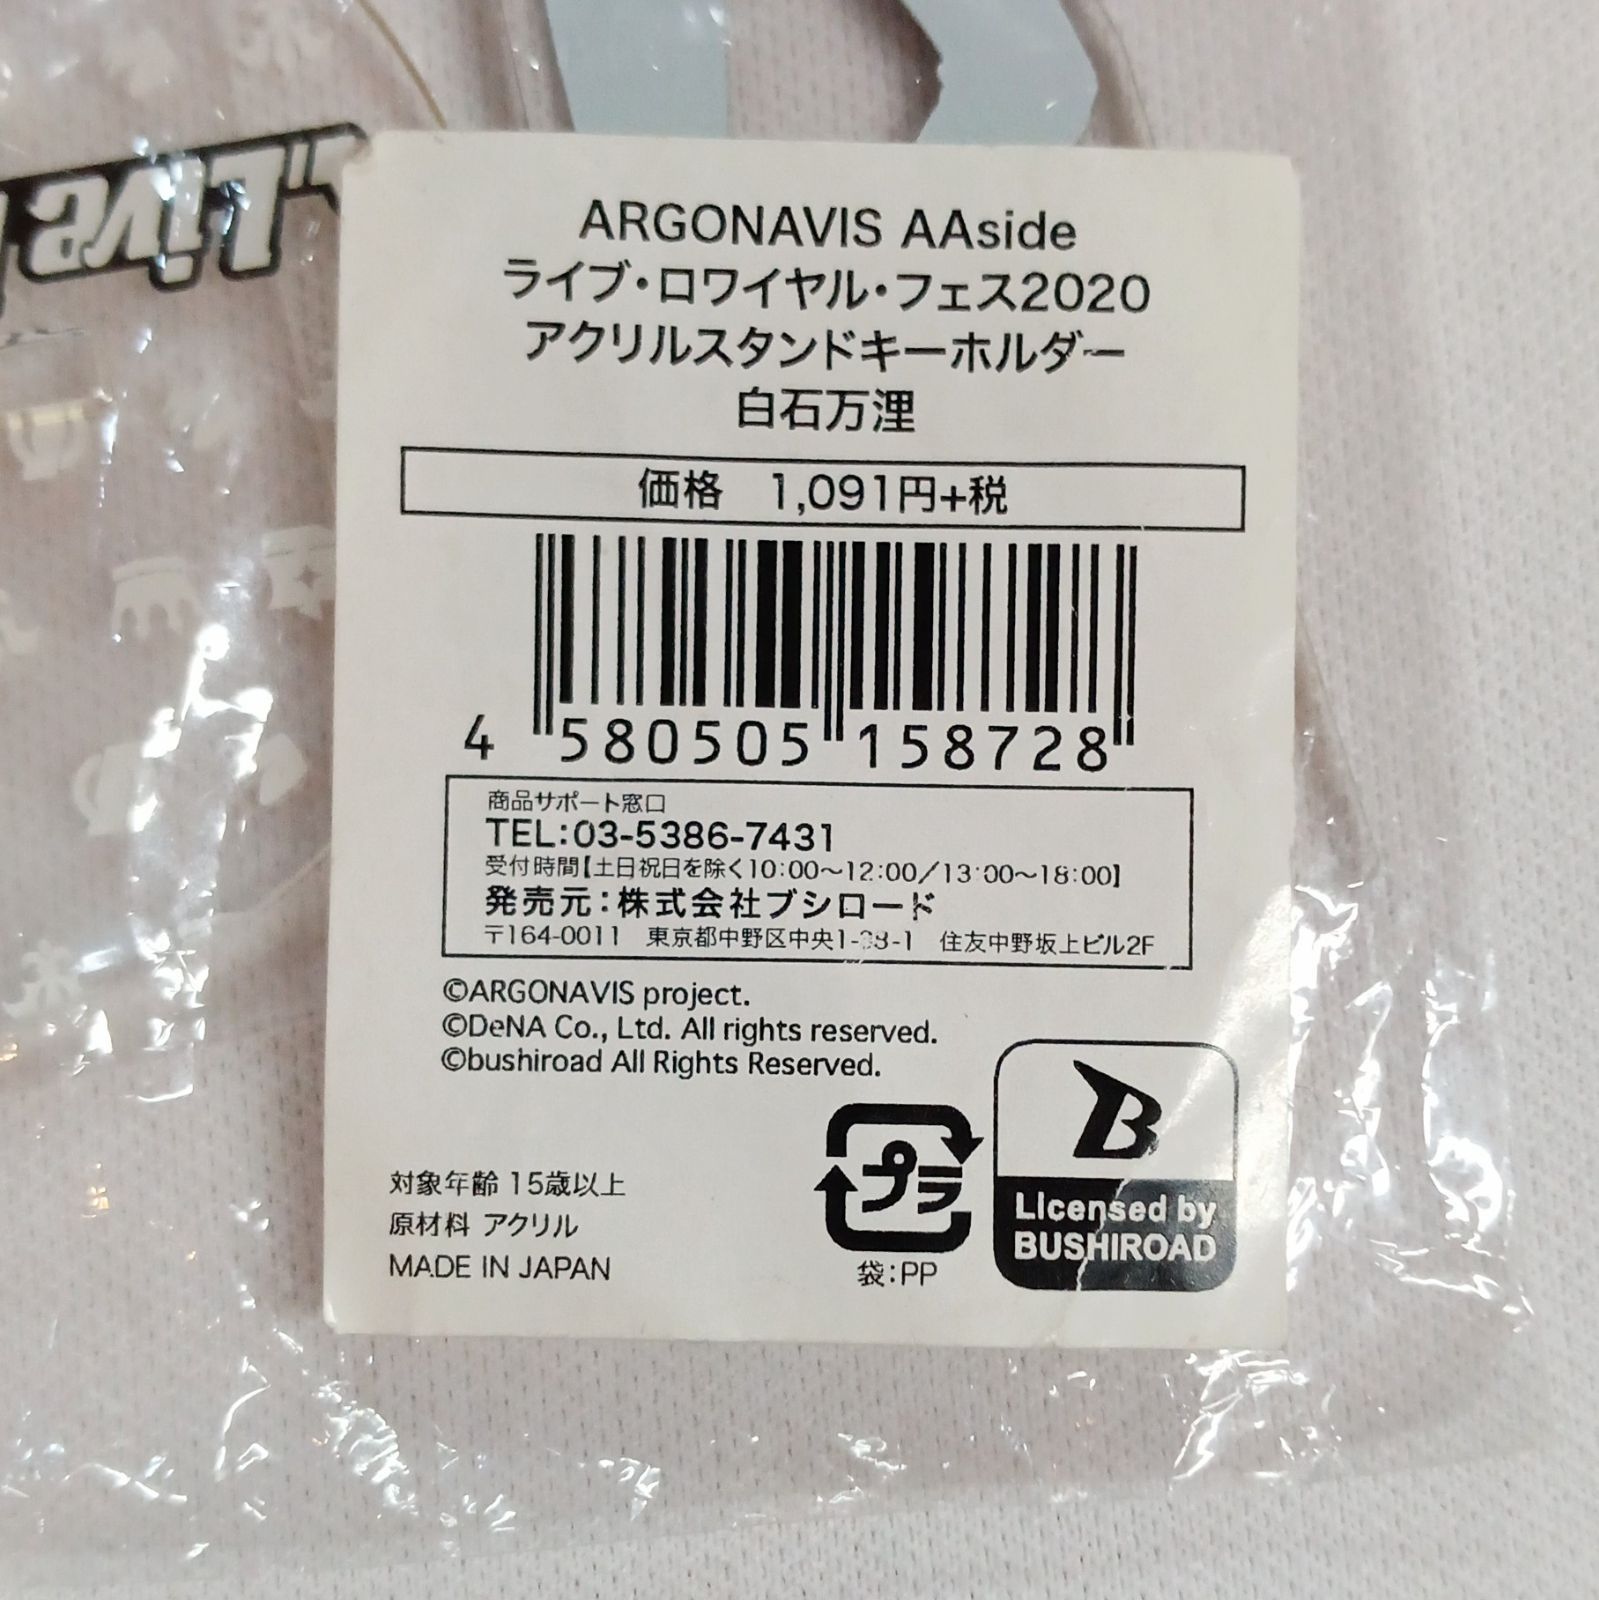 "Live
ARGONAVIS AAside
ライブ・ロワイヤル・フェス2020
アクリルスタンドキーホルダー
白石万浬
価格 1,091円+税
4 580505 158728
商品サポート窓口
TEL:03-5386-7431
受付時間【土日祝日を除く10:00～12:00/13:00～18:00】
発売元:株式会社ブシロード
〒164-0011 東京都中野区中央1-38-1 住友中野坂上ビル2F
©ARGONAVIS project.
©DeNA Co., Ltd. All rights reserved.
©bushiroad All Rights Reserved.
対象年齢 15歳以上
原材料 アクリル
MADE IN JAPAN
プラ
袋:PP
B
Licensed by
BUSHIROAD